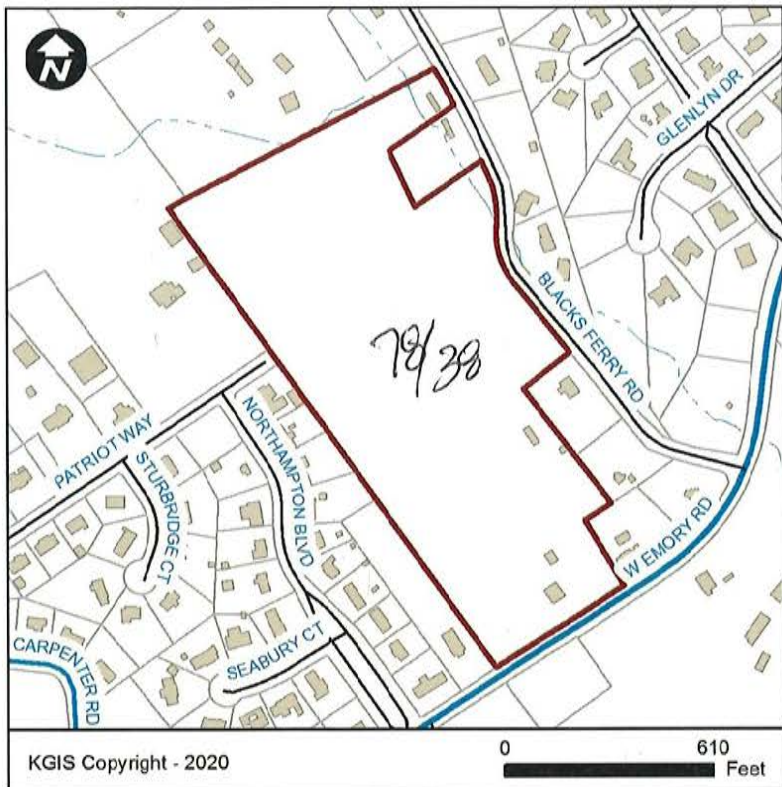 N
GLENLYN DR
BLACKS FERRY RD
78/38
PATRIOT WAY
NORTHAMPTON BLVD
STURBRIDGE CT
W EMORY RD
SEABURY CT
CARPENTER RD
KGIS Copyright - 2020
0 610
Feet